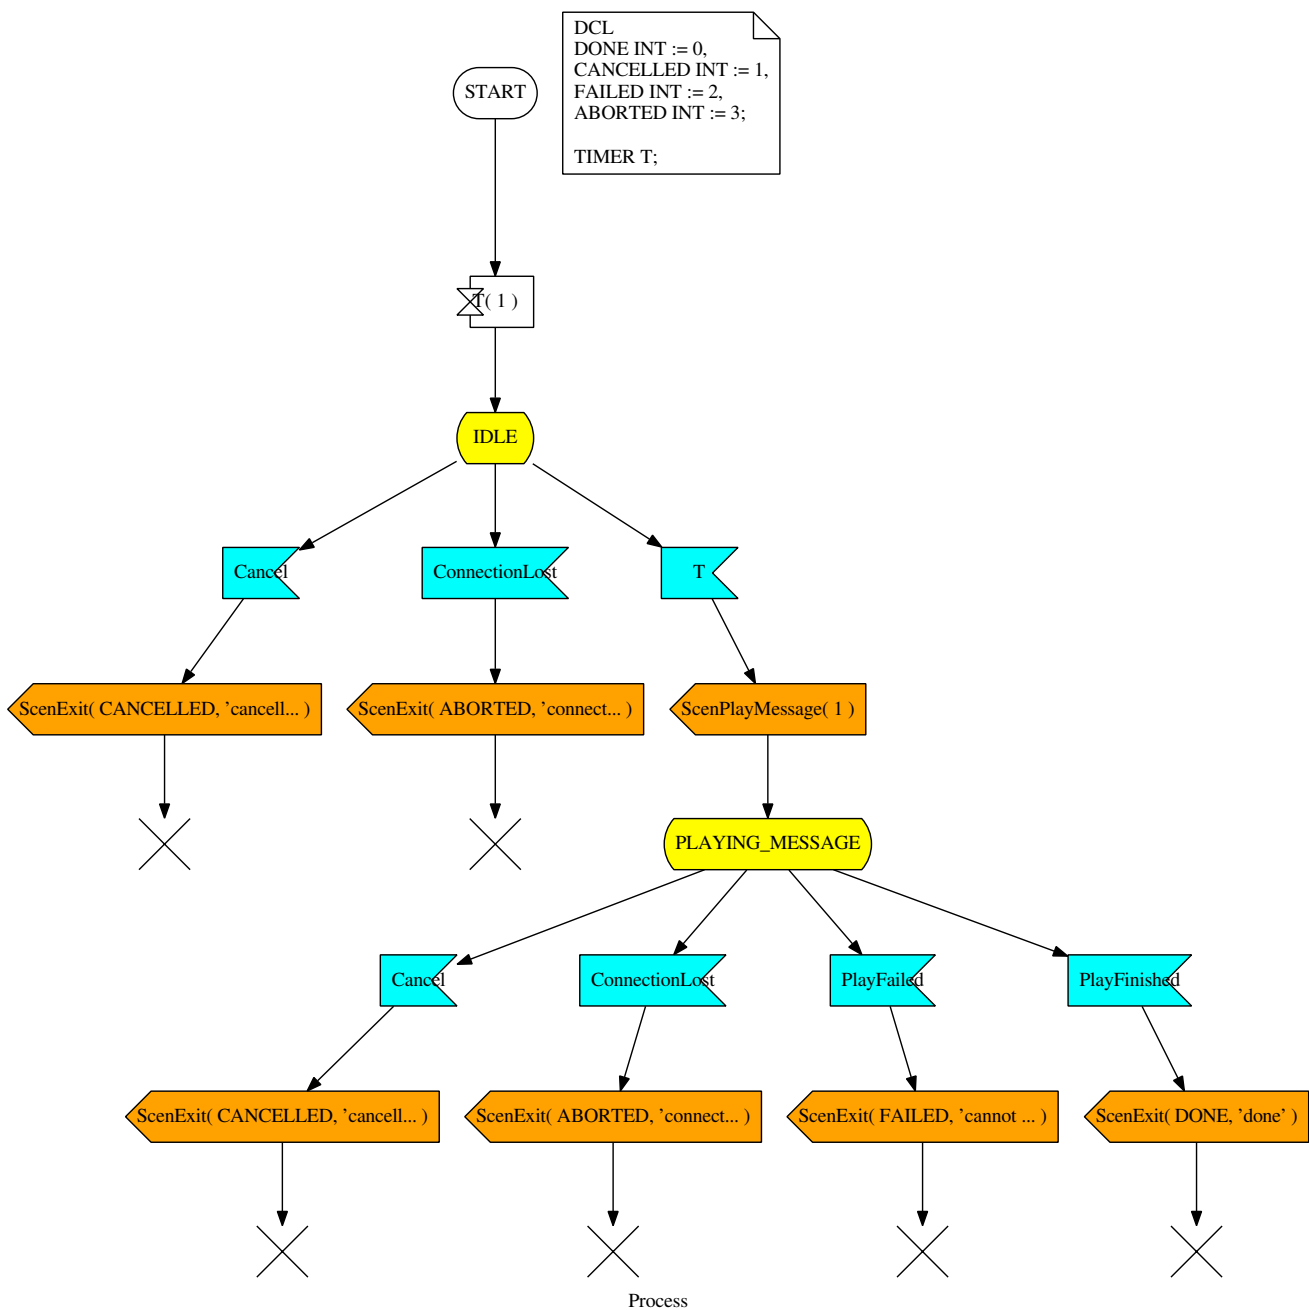 DCL
DONE INT := 0,
CANCELLED INT := 1,
FAILED INT := 2,
ABORTED INT := 3;
TIMER T;
START
T( 1 )
IDLE
Cancel
ConnectionLost
T
ScenExit( CANCELLED, 'cancell... )
ScenExit( ABORTED, 'connect... )
ScenPlayMessage( 1 )
PLAYING_MESSAGE
Cancel
ConnectionLost
PlayFailed
PlayFinished
ScenExit( CANCELLED, 'cancell... )
ScenExit( ABORTED, 'connect... )
ScenExit( FAILED, 'cannot ... )
ScenExit( DONE, 'done' )
Process